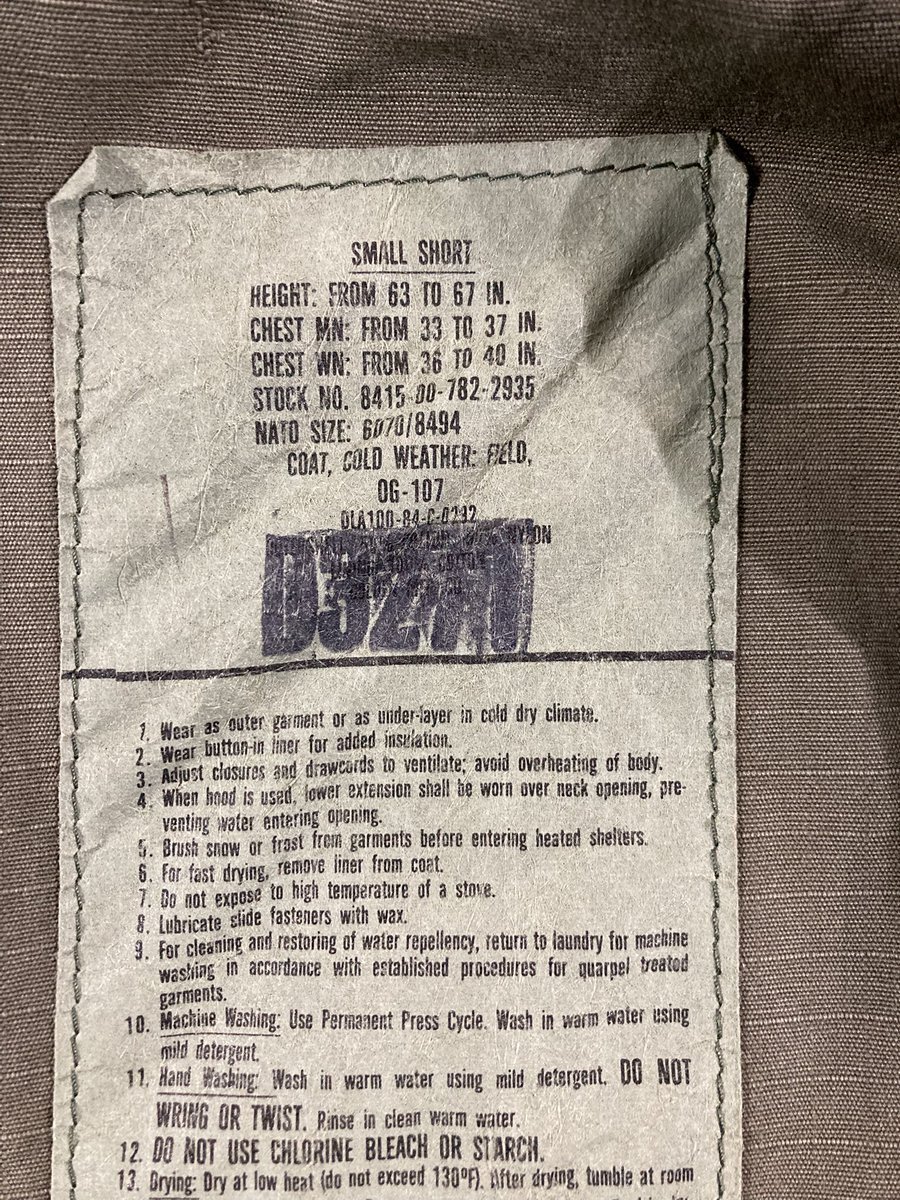 SMALL SHORT
HEIGHT: FROM 63 TO 67 IN.
CHEST MN: FROM 33 TO 37 IN.
CHEST WN: FROM 36 TO 40 IN.
STOCK NO. 8415-00-782-2935
NATO SIZE: 6070/8494
COAT, COLD WEATHER: FIELD,
OG-107
DLA100-84-C-0242
1. Wear as outer garment or as under-layer in cold dry climate.
2. Wear button-in liner for added insulation.
3. Adjust closures and drawcords to ventilate; avoid overheating of body.
4. When hood is used, lower extension shall be worn over neck opening, pre-
venting water entering opening.
5. Brush snow or frost from garments before entering heated shelters.
6. For fast drying, remove liner from coat.
7. Do not expose to high temperature of a stove.
8. Lubricate slide fasteners with wax.
9. For cleaning and restoring of water repellency, return to laundry for machine
washing in accordance with established procedures for quarpel treated
garments.
10. Machine Washing: Use Permanent Press Cycle. Wash in warm water using
mild detergent.
11. Hand Washing: Wash in warm water using mild detergent. DO NOT
WRING OR TWIST. Rinse in clean warm water.
12. DO NOT USE CHLORINE BLEACH OR STARCH.
13. Drying: Dry at low heat (do not exceed 130°F). After drying, tumble at room